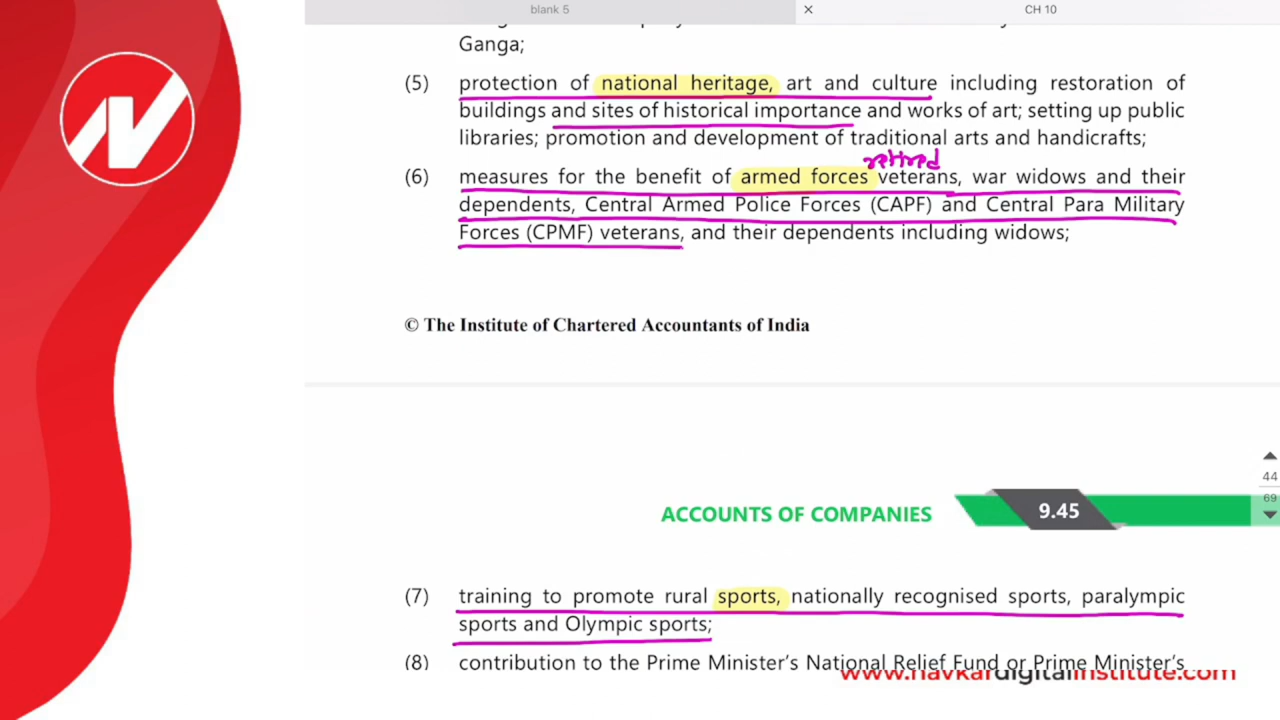 blank 5
× CH 10
Ganga;
(5) protection of national heritage, art and culture including restoration of
buildings and sites of historical importance and works of art; setting up public
libraries; promotion and development of traditional arts and handicrafts;
retired
(6) measures for the benefit of armed forces veterans, war widows and their
dependents, Central Armed Police Forces (CAPF) and Central Para Military
Forces (CPMF) veterans, and their dependents including widows;
© The Institute of Chartered Accountants of India
44
69
ACCOUNTS OF COMPANIES 9.45
(7) training to promote rural sports, nationally recognised sports, paralympic
sports and Olympic sports;
(8) contribution to the Prime Minister's National Relief Fund or Prime Minister's
www.navkardigitalinstitute.com